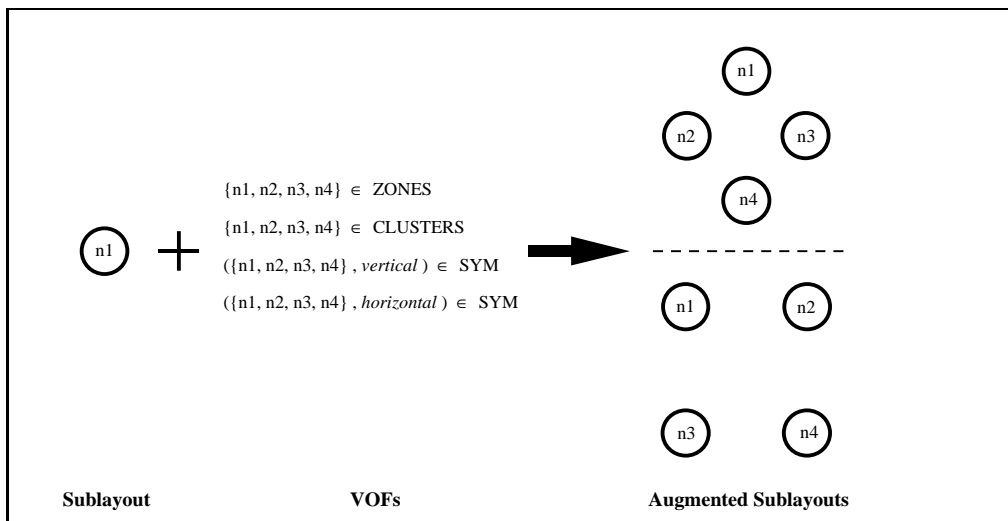 n1
{n1, n2, n3, n4} ∈ ZONES
{n1, n2, n3, n4} ∈ CLUSTERS
({n1, n2, n3, n4} , vertical ) ∈ SYM
({n1, n2, n3, n4} , horizontal ) ∈ SYM
n1
n2 n3
n4
n1 n2
n3 n4
Sublayout VOFs Augmented Sublayouts